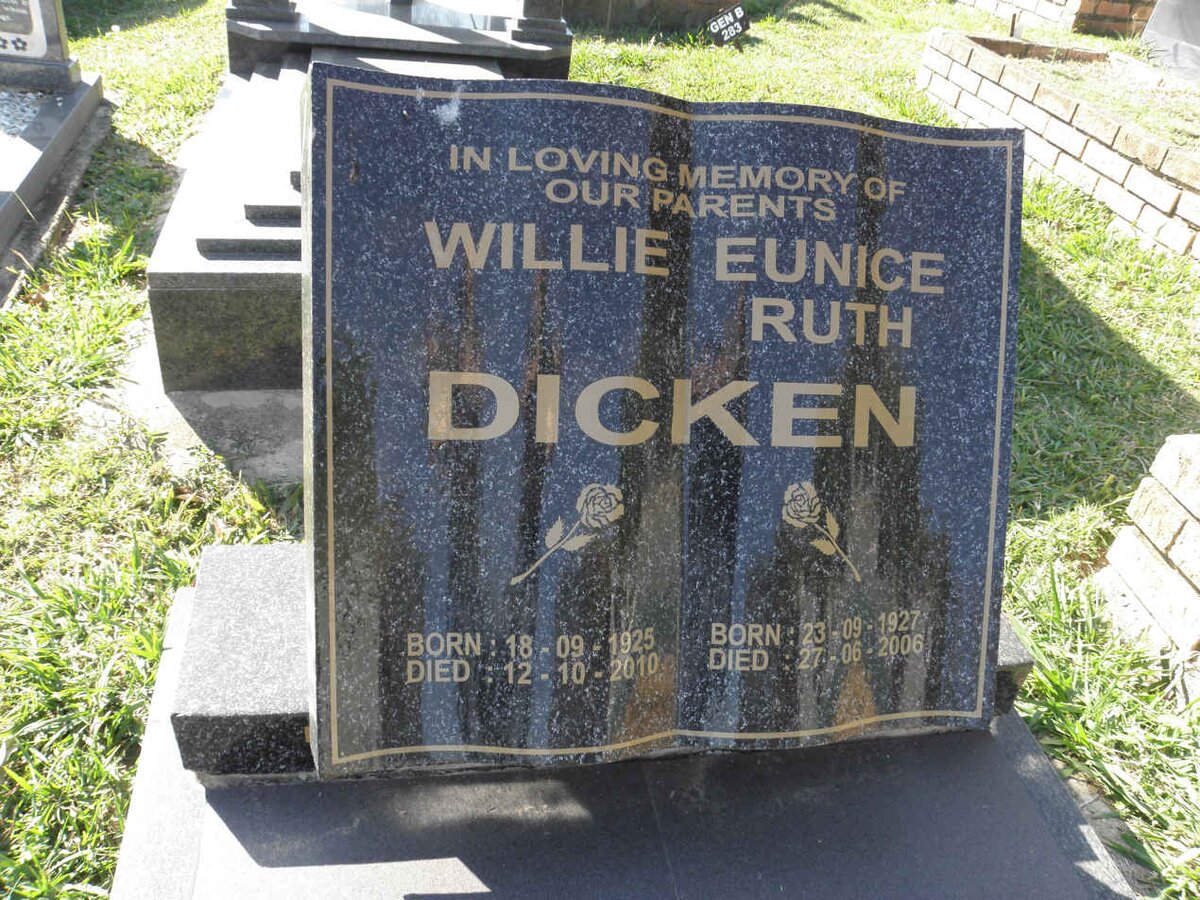 GEN B
283
IN LOVING MEMORY OF
OUR PARENTS
WILLIE EUNICE
RUTH
DICKEN
BORN : 18 - 09 - 1925
DIED : 12 - 10 - 2010
BORN : 23 - 09 - 1927
DIED : 27 - 06 - 2006